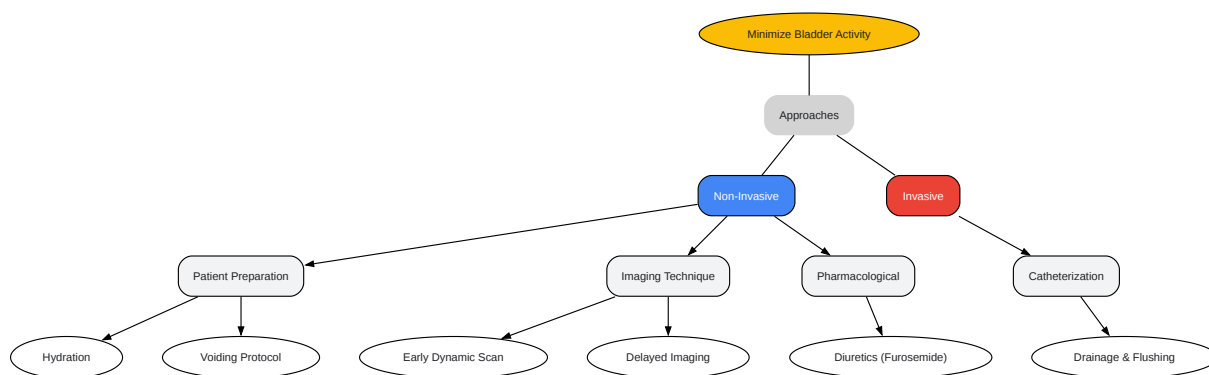 Minimize Bladder Activity
Approaches
Non-Invasive
Invasive
Patient Preparation
Imaging Technique
Pharmacological
Catheterization
Hydration
Voiding Protocol
Early Dynamic Scan
Delayed Imaging
Diuretics (Furosemide)
Drainage & Flushing